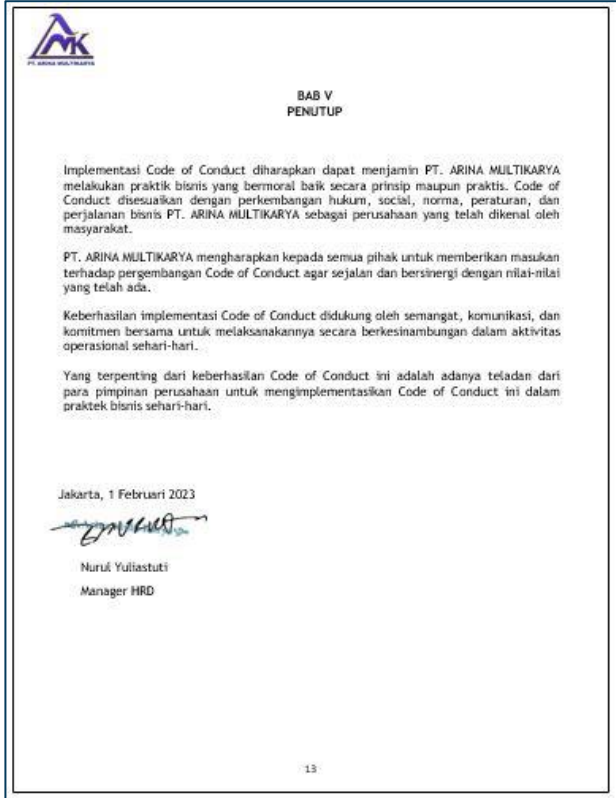 AMK
PT. ARINA MULTIKARYA
BAB V
PENUTUP
Implementasi Code of Conduct diharapkan dapat menjamin PT. ARINA MULTIKARYA
melakukan praktik bisnis yang bermoral baik secara prinsip maupun praktis. Code of
Conduct disesuaikan dengan perkembangan hukum, social, norma, peraturan, dan
perjalanan bisnis PT. ARINA MULTIKARYA sebagai perusahaan yang telah dikenal oleh
masyarakat.
PT. ARINA MULTIKARYA mengharapkan kepada semua pihak untuk memberikan masukan
terhadap pergembangan Code of Conduct agar sejalan dan bersinergi dengan nilai-nilai
yang telah ada.
Keberhasilan implementasi Code of Conduct didukung oleh semangat, komunikasi, dan
komitmen bersama untuk melaksanakannya secara berkesinambungan dalam aktivitas
operasional sehari-hari.
Yang terpenting dari keberhasilan Code of Conduct ini adalah adanya teladan dari
para pimpinan perusahaan untuk mengimplementasikan Code of Conduct ini dalam
praktek bisnis sehari-hari.
Jakarta, 1 Februari 2023
Nurul Yuliastuti
Manager HRD
13